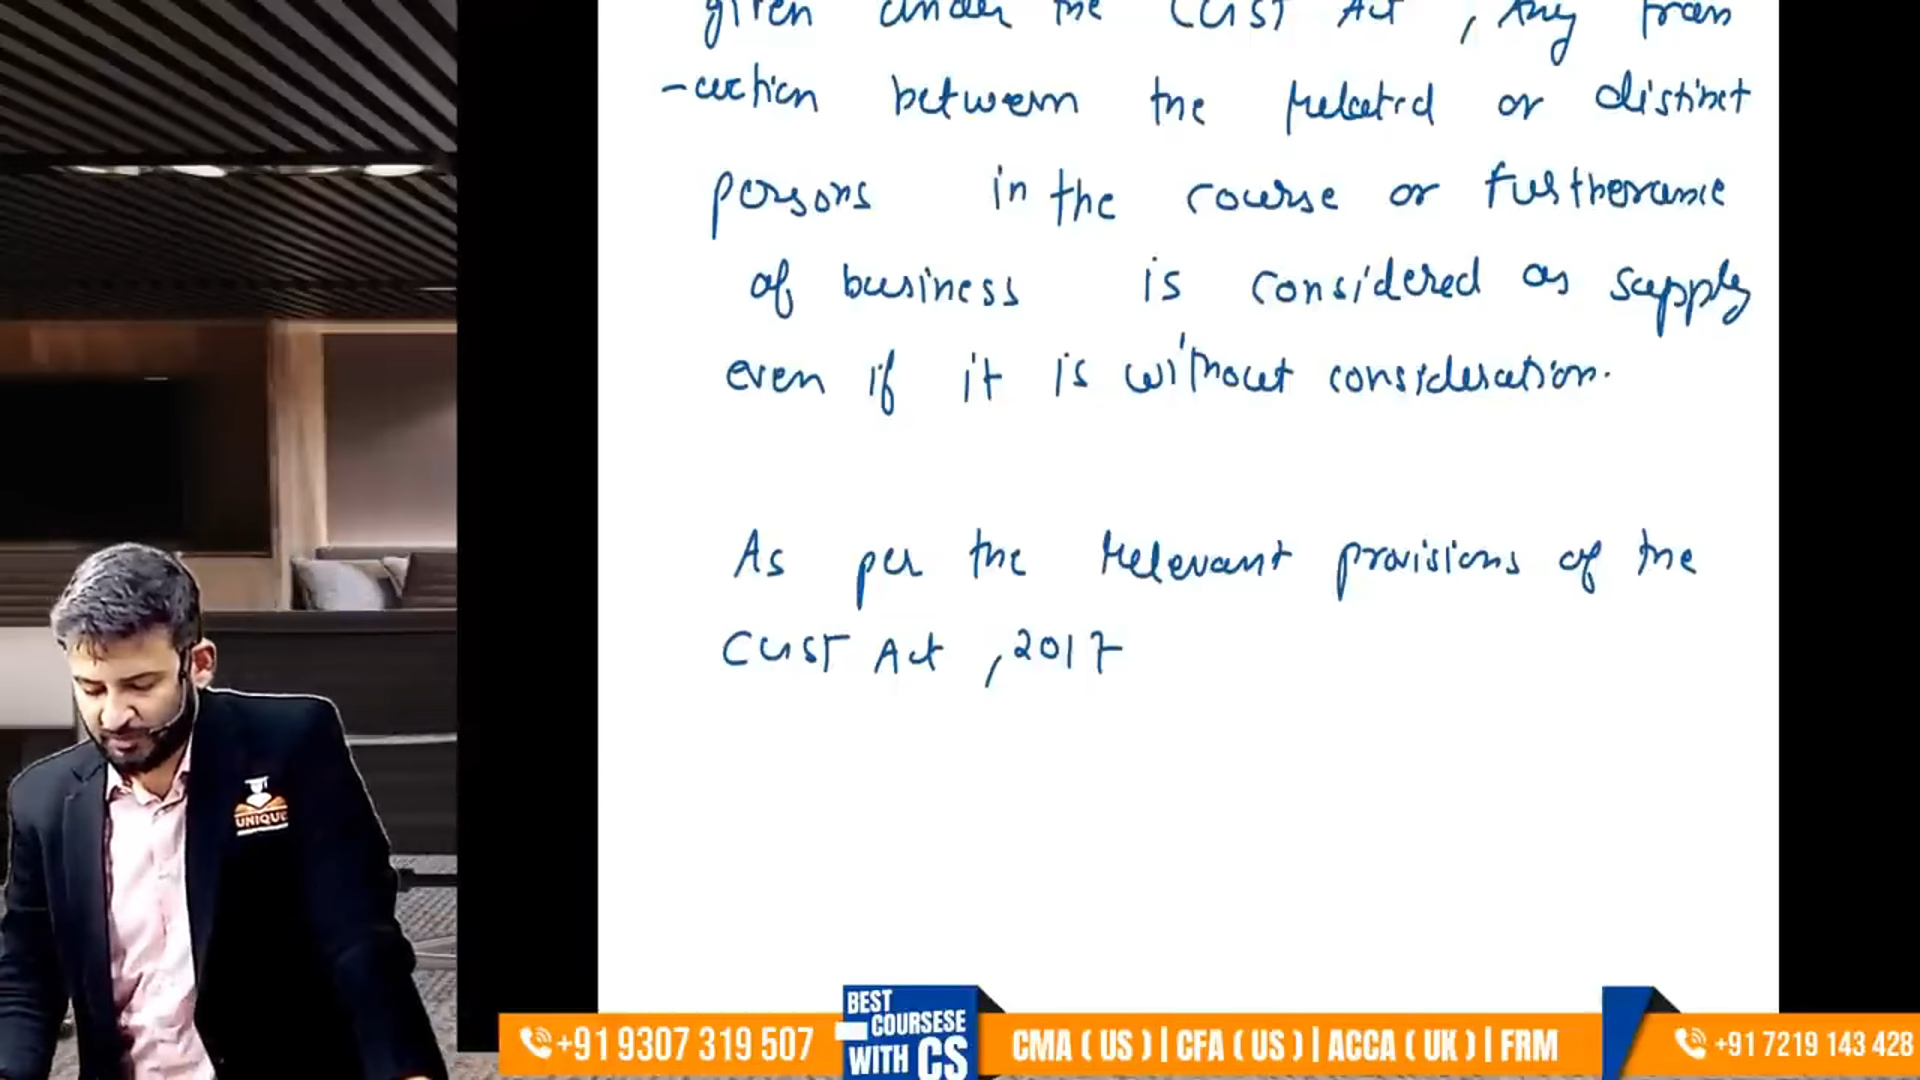 given under the CGST Act, Any tran
-action between the related or distinct
persons in the course or furtherance
of business is considered as supply
even if it is without consideration.
As per the relevant provisions of the
CGST Act, 2017
UNIQUE
+91 9307 319 507
BEST
COURSESE
WITH CS
CMA ( US ) | CFA ( US ) | ACCA ( UK ) | FRM
+91 7219 143 428